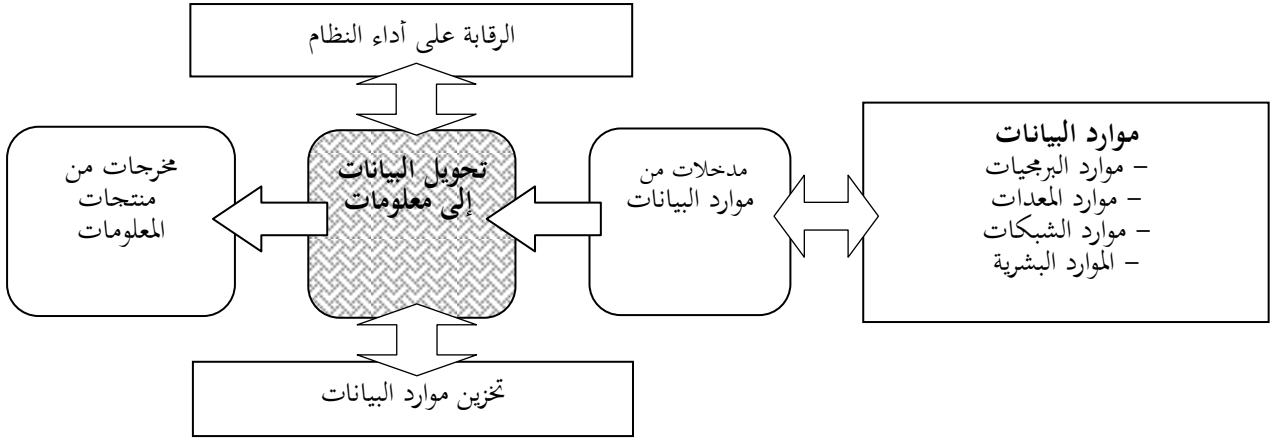 الرقابة على أداء النظام
موارد البيانات
– موارد البرمجيات
– موارد المعدات
– موارد الشبكات
– الموارد البشرية
مدخلات من
موارد البيانات
تحويل البيانات
إلى معلومات
مخرجات من
منتجات
المعلومات
تخزين موارد البيانات